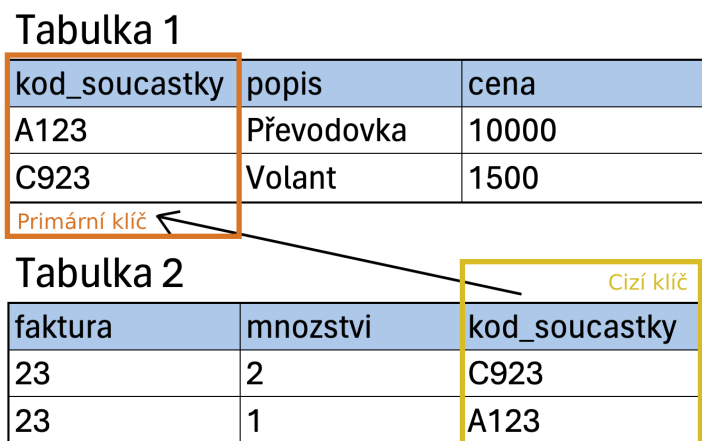 Tabulka 1
kod_soucastky popis cena
A123 Převodovka 10000
C923 Volant 1500
Primární klíč
Tabulka 2
Cizí klíč
faktura mnozstvi kod_soucastky
23 2 C923
23 1 A123